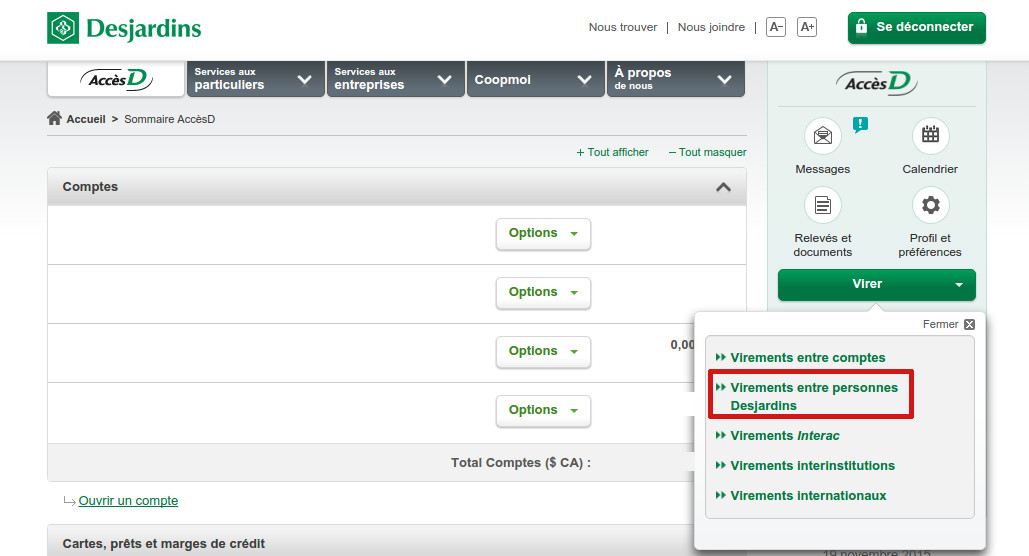 Desjardins
Nous trouver | Nous joindre | A- A+
Se déconnecter
AccèsD
Services aux particuliers
Services aux entreprises
Coopmoi
À propos de nous
Accueil > Sommaire AccèsD
+ Tout afficher – Tout masquer
Comptes
Options
Options
Options 0,00
Options
Total Comptes ($ CA) :
Ouvrir un compte
Cartes, prêts et marges de crédit
AccèsD
Messages
Calendrier
Relevés et documents
Profil et préférences
Virer
Fermer
Virements entre comptes
Virements entre personnes
Desjardins
Virements Interac
Virements interinstitutions
Virements internationaux
19 novembre 2015